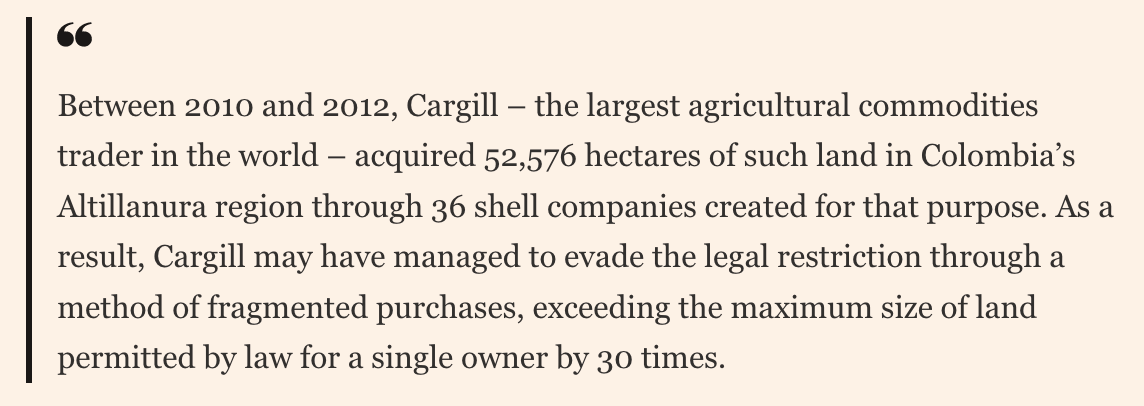 “
Between 2010 and 2012, Cargill – the largest agricultural commodities
trader in the world – acquired 52,576 hectares of such land in Colombia’s
Altillanura region through 36 shell companies created for that purpose. As a
result, Cargill may have managed to evade the legal restriction through a
method of fragmented purchases, exceeding the maximum size of land
permitted by law for a single owner by 30 times.